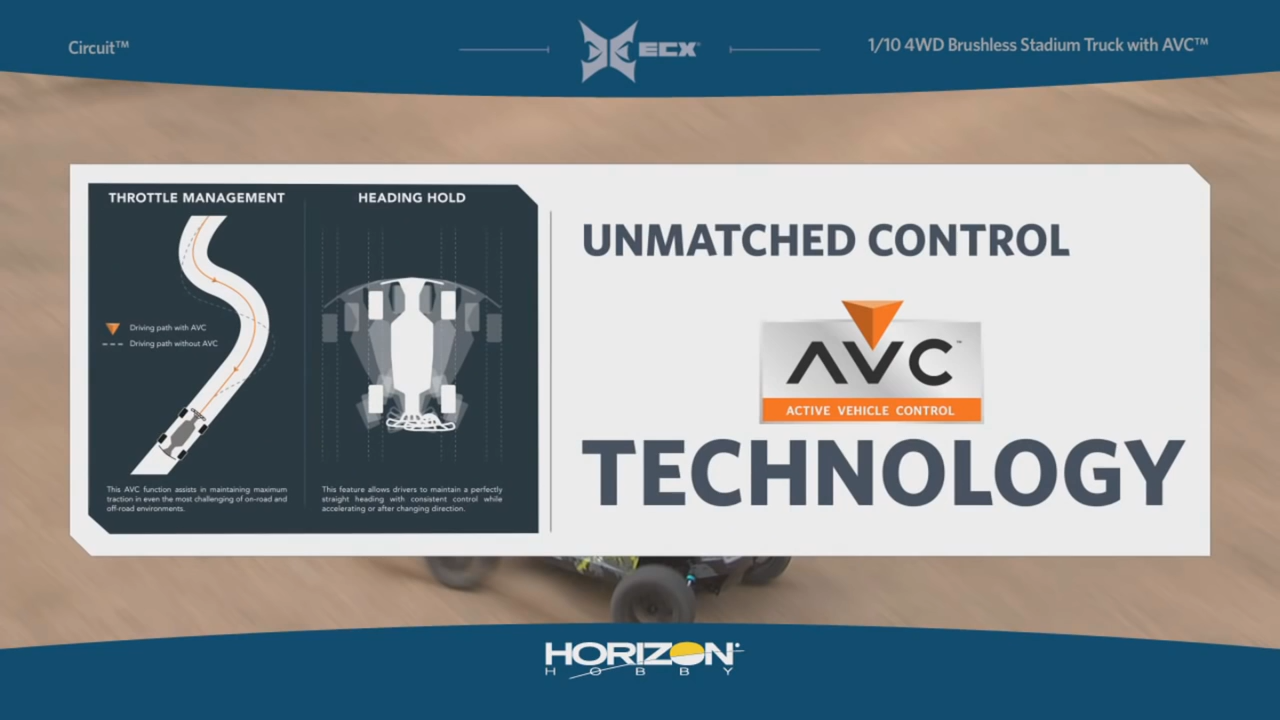 Circuit™
ECX
1/10 4WD Brushless Stadium Truck with AVC™
THROTTLE MANAGEMENT
Driving path with AVC
Driving path without AVC
This AVC function assists in maintaining maximum
traction in even the most challenging of on-road and
off-road environments.
HEADING HOLD
This feature allows drivers to maintain a perfectly
straight heading with consistent control while
accelerating or after changing direction.
UNMATCHED CONTROL
AVC™
ACTIVE VEHICLE CONTROL
TECHNOLOGY
HORIZON
HOBBY